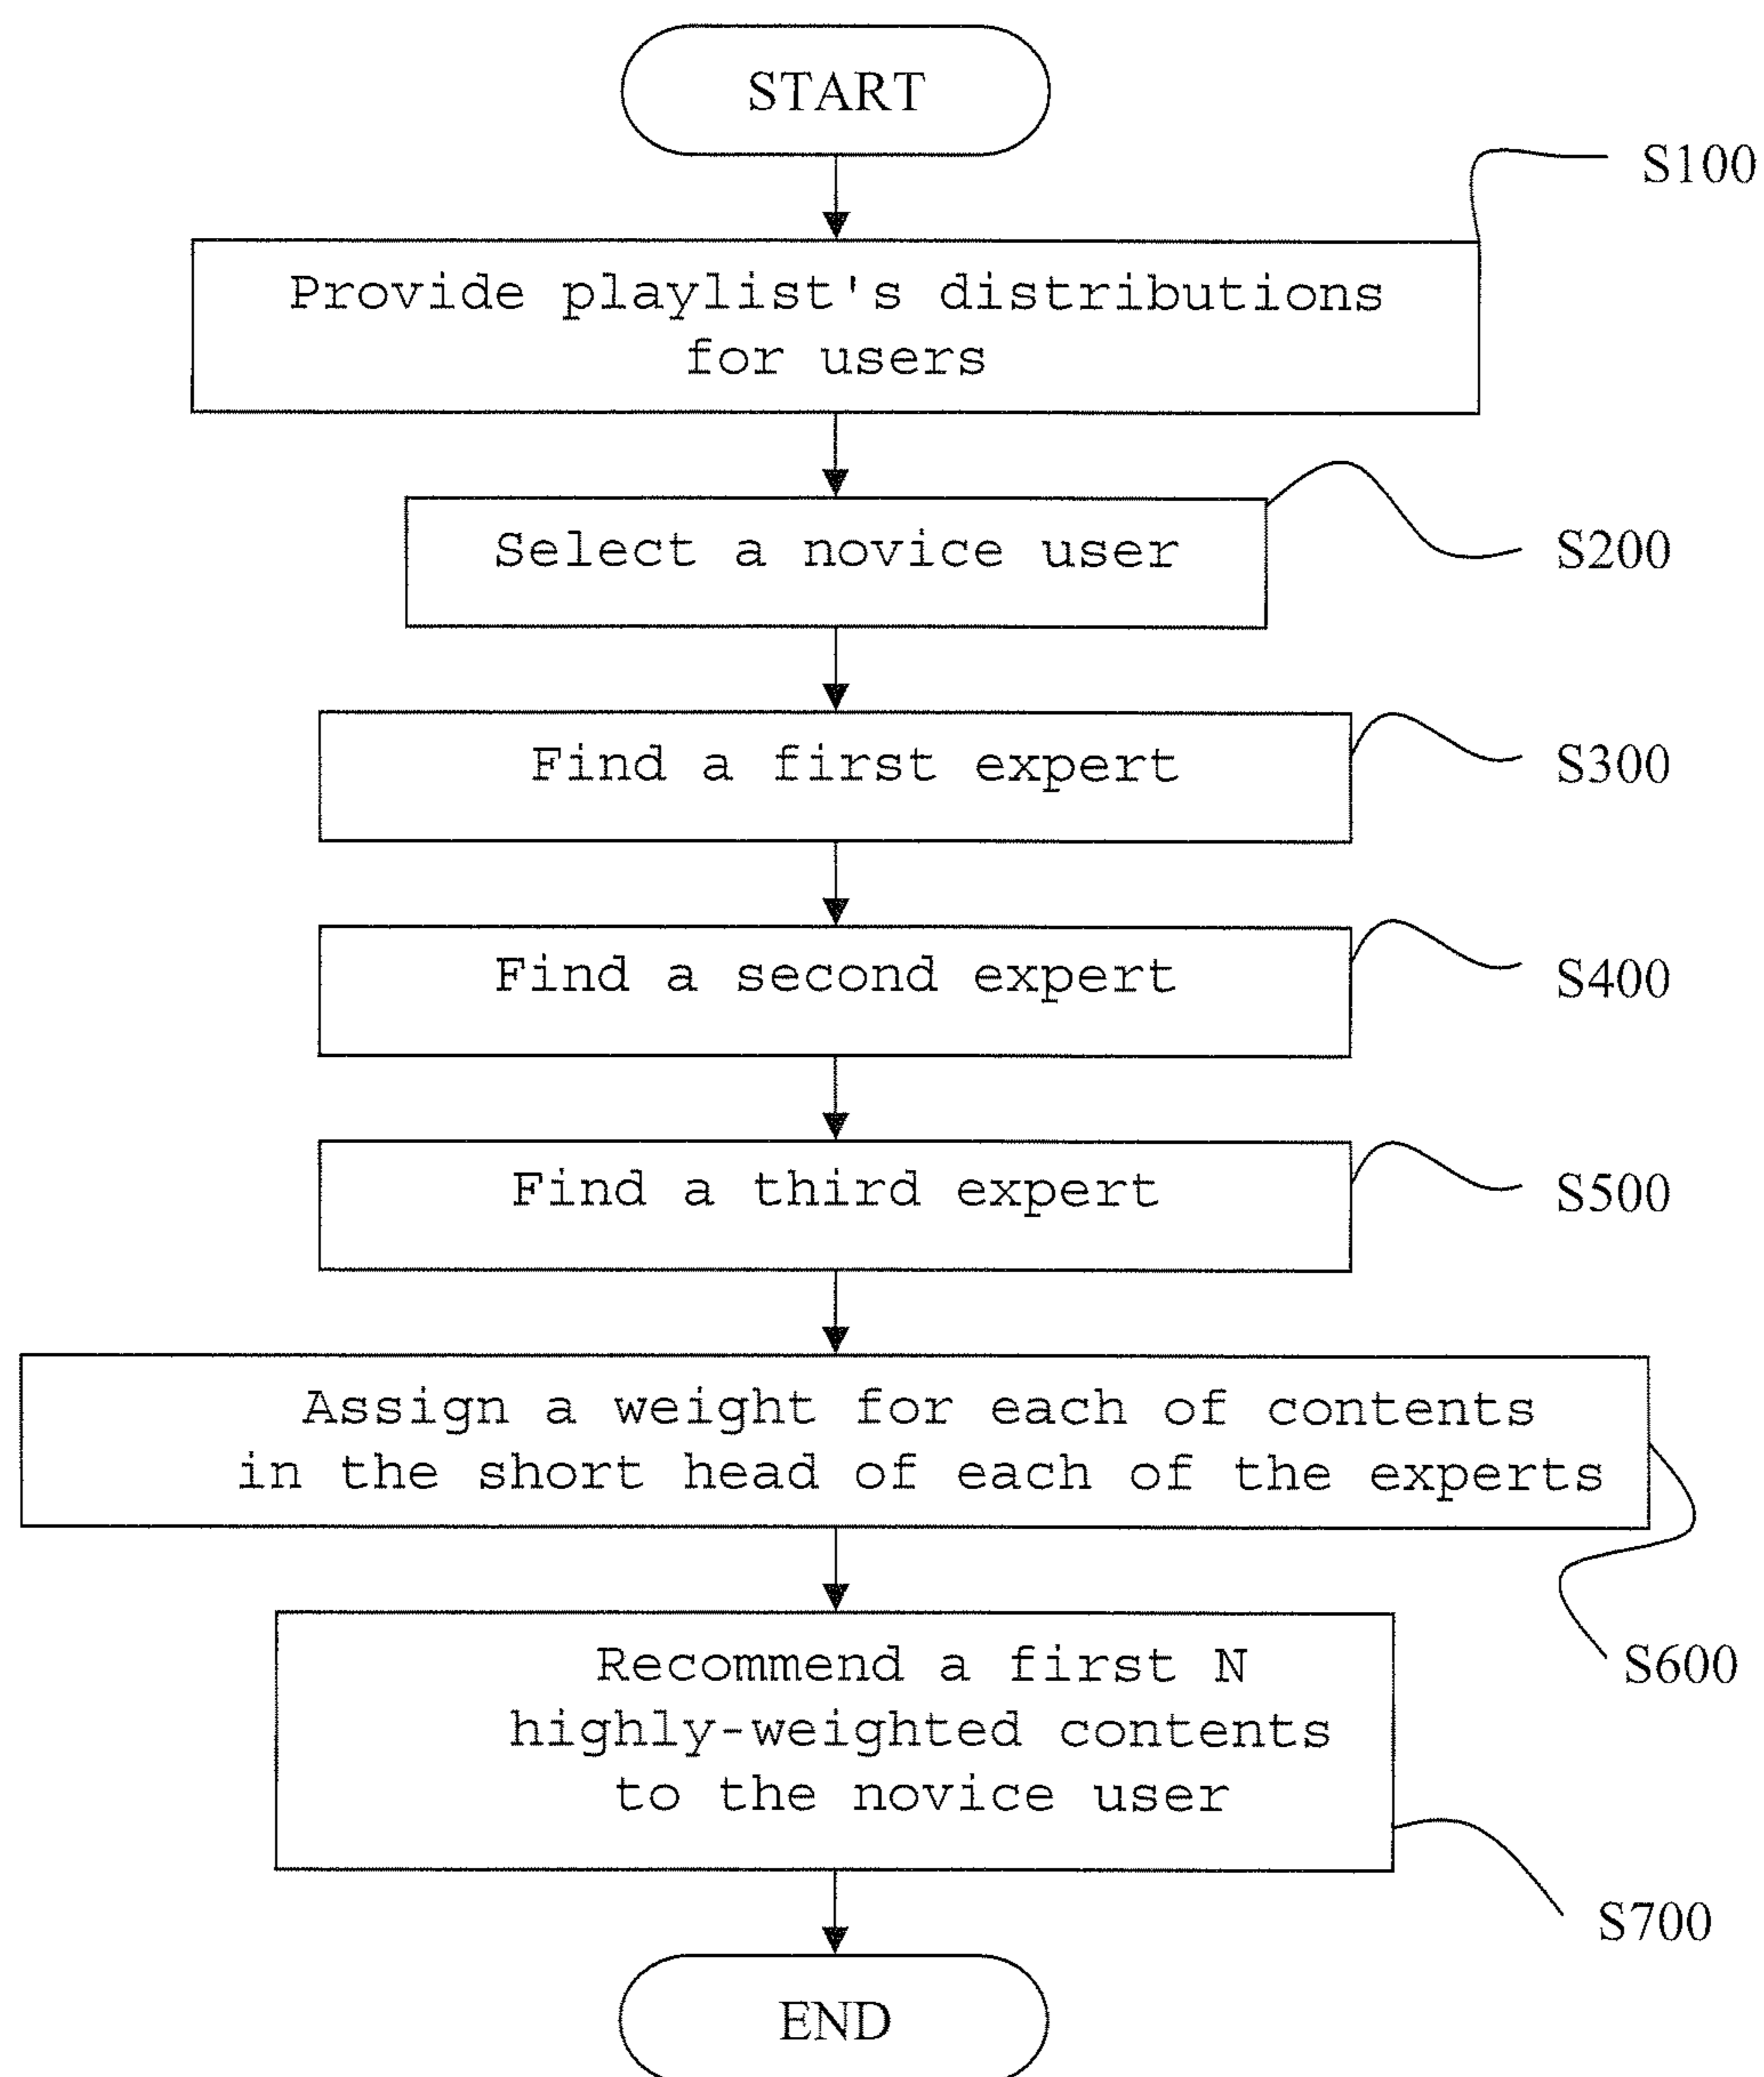 START
S100
Provide playlist's distributions
for users
Select a novice user
S200
Find a first expert
S300
Find a second expert
S400
Find a third expert
S500
Assign a weight for each of contents
in the short head of each of the experts
S600
Recommend a first N
highly-weighted contents
to the novice user
S700
END